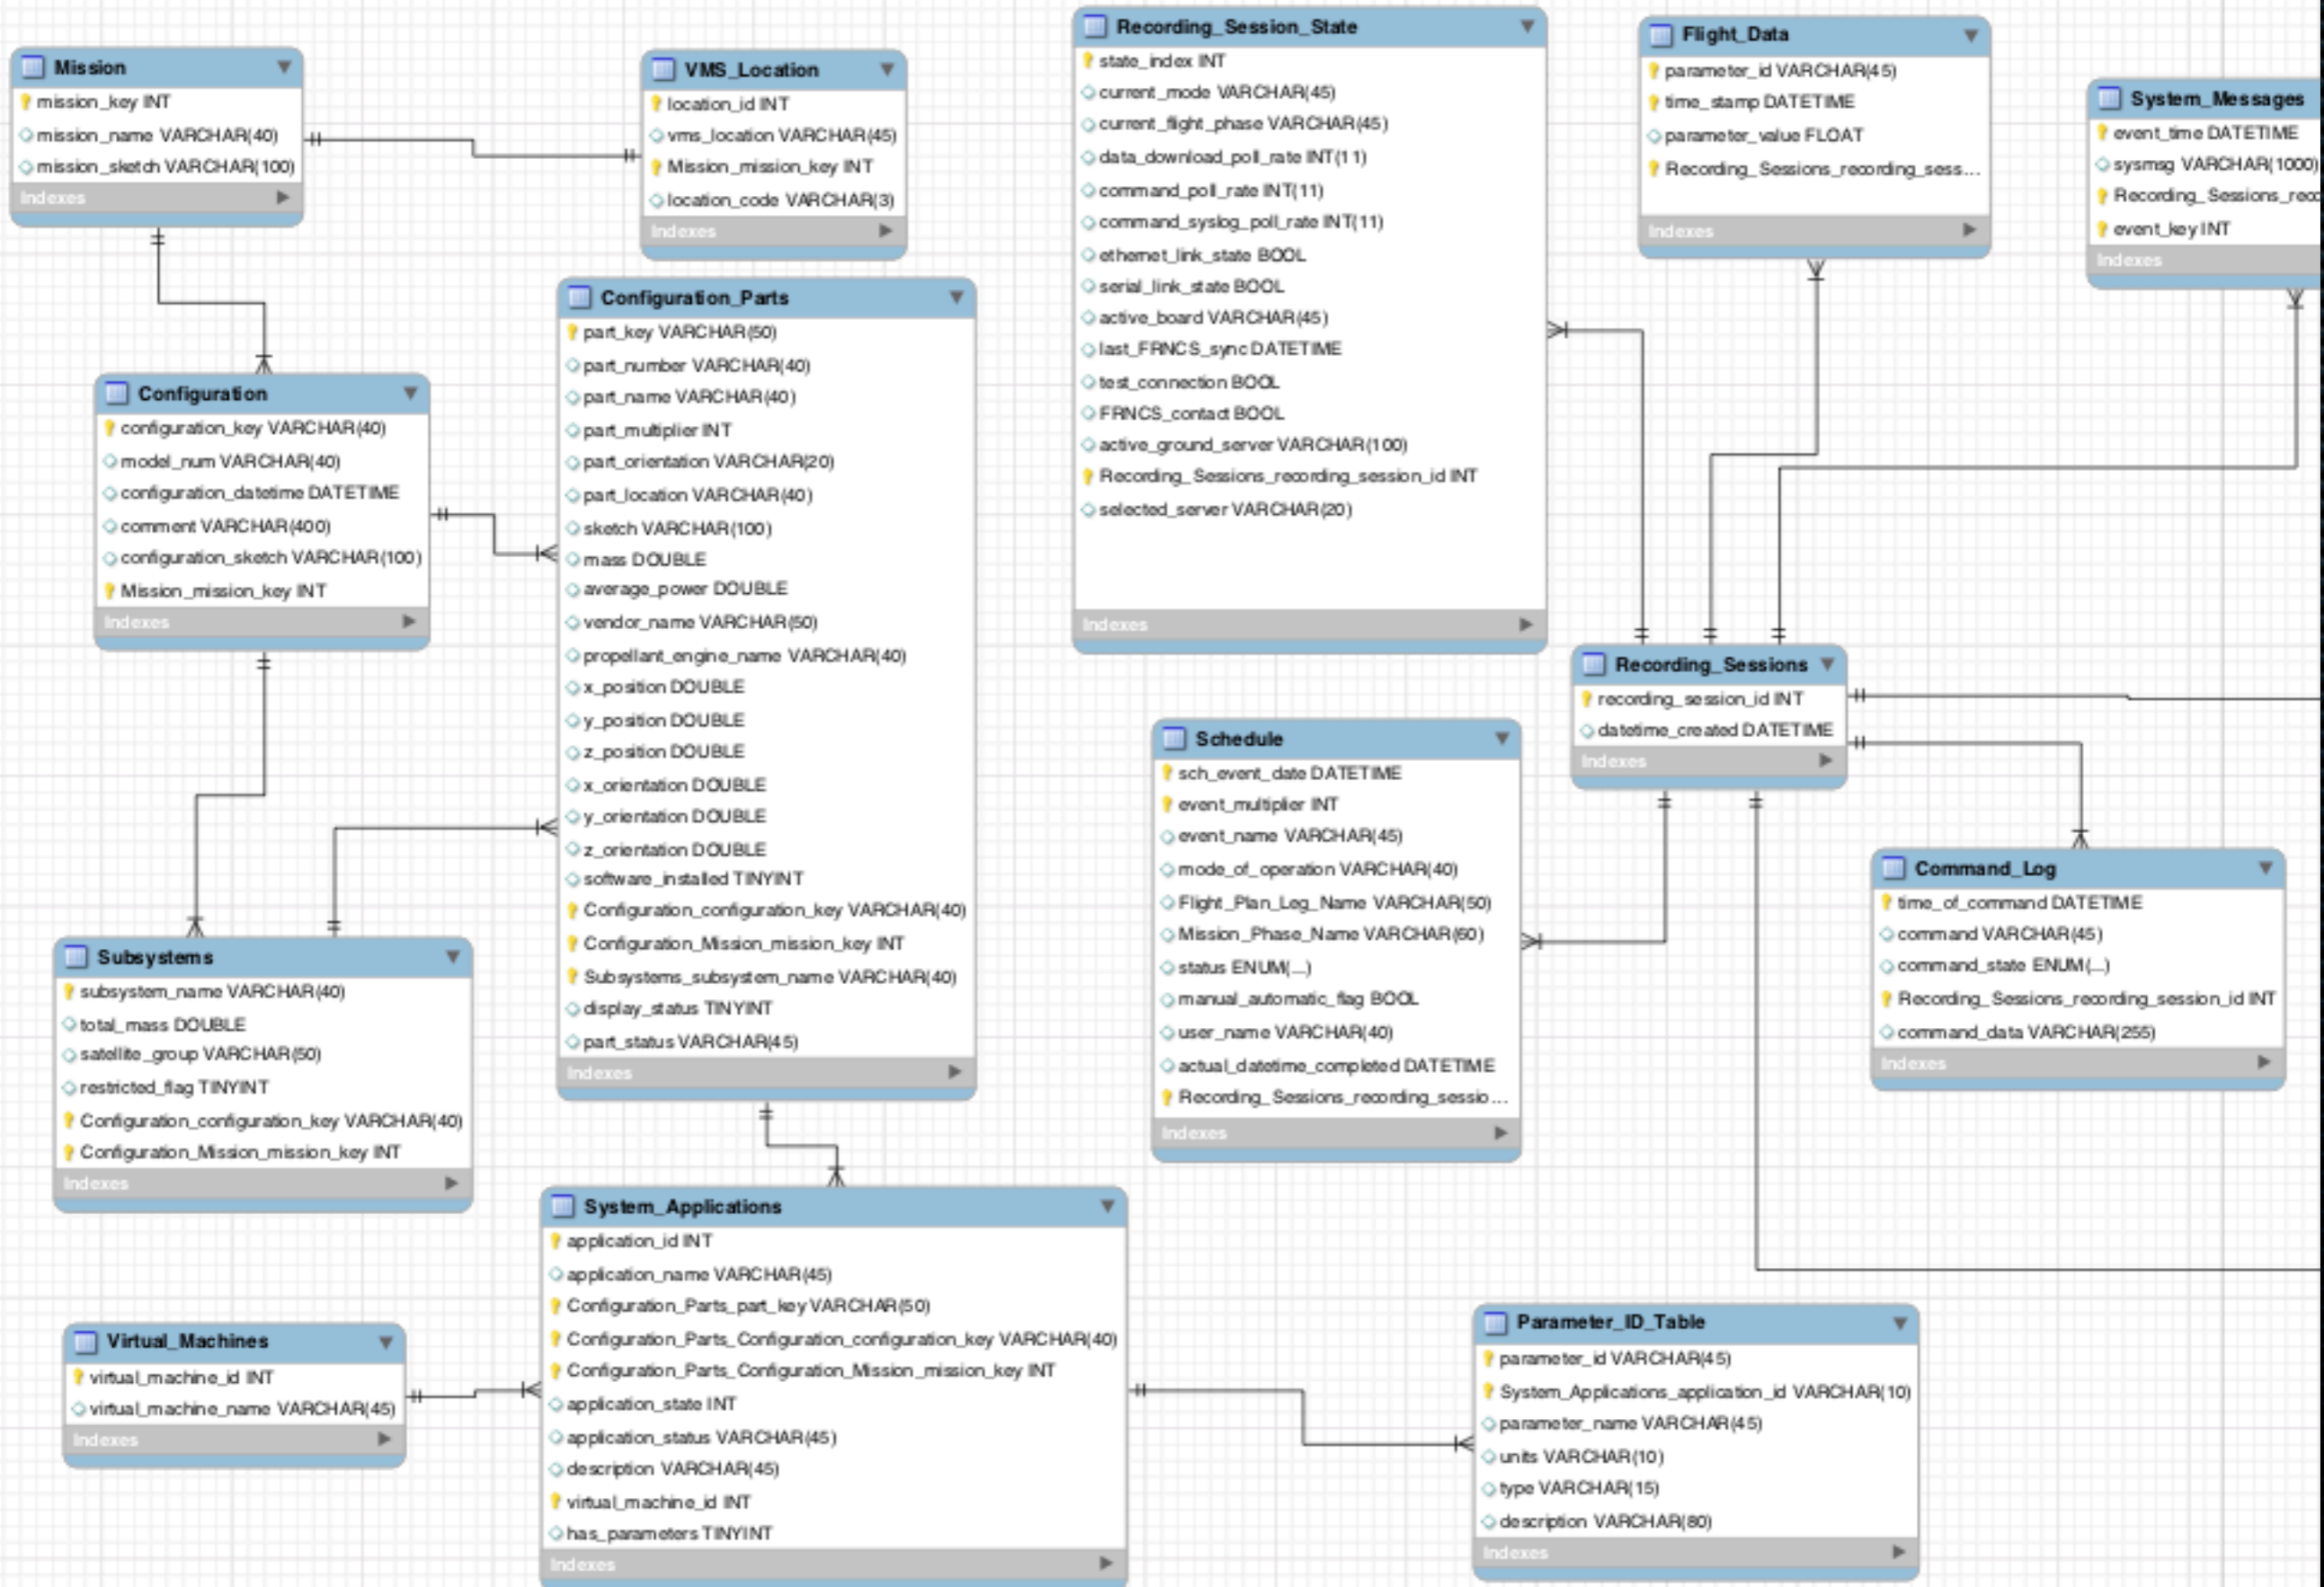 Mission
mission_key INT
mission_name VARCHAR(40)
mission_sketch VARCHAR(100)
Indexes
VMS_Location
location_id INT
vms_location VARCHAR(45)
Mission_mission_key INT
location_code VARCHAR(3)
Indexes
Recording_Session_State
state_index INT
current_mode VARCHAR(45)
current_flight_phase VARCHAR(45)
data_download_poll_rate INT(11)
command_poll_rate INT(11)
command_syslog_poll_rate INT(11)
ethernet_link_state BOOL
serial_link_state BOOL
active_board VARCHAR(45)
last_FRNCS_sync DATETIME
test_connection BOOL
FRNCS_contact BOOL
active_ground_server VARCHAR(100)
Recording_Sessions_recording_session_id INT
selected_server VARCHAR(20)
Indexes
Flight_Data
parameter_id VARCHAR(45)
time_stamp DATETIME
parameter_value FLOAT
Recording_Sessions_recording_sess...
Indexes
System_Messages
event_time DATETIME
sysmsg VARCHAR(1000)
Recording_Sessions_rec
event_key INT
Indexes
Configuration
configuration_key VARCHAR(40)
model_num VARCHAR(40)
configuration_datetime DATETIME
comment VARCHAR(400)
configuration_sketch VARCHAR(100)
Mission_mission_key INT
Indexes
Configuration_Parts
part_key VARCHAR(50)
part_number VARCHAR(40)
part_name VARCHAR(40)
part_multiplier INT
part_orientation VARCHAR(20)
part_location VARCHAR(40)
sketch VARCHAR(100)
mass DOUBLE
average_power DOUBLE
vendor_name VARCHAR(50)
propellant_engine_name VARCHAR(40)
x_position DOUBLE
y_position DOUBLE
z_position DOUBLE
x_orientation DOUBLE
y_orientation DOUBLE
z_orientation DOUBLE
software_installed TINYINT
Configuration_configuration_key VARCHAR(40)
Configuration_Mission_mission_key INT
Subsystems_subsystem_name VARCHAR(40)
display_status TINYINT
part_status VARCHAR(45)
Indexes
Recording_Sessions
recording_session_id INT
datetime_created DATETIME
Indexes
Schedule
sch_event_date DATETIME
event_multiplier INT
event_name VARCHAR(45)
mode_of_operation VARCHAR(40)
Flight_Plan_Leg_Name VARCHAR(50)
Mission_Phase_Name VARCHAR(60)
status ENUM(...)
manual_automatic_flag BOOL
user_name VARCHAR(40)
actual_datetime_completed DATETIME
Recording_Sessions_recording_sessio...
Indexes
Command_Log
time_of_command DATETIME
command VARCHAR(45)
command_state ENUM(...)
Recording_Sessions_recording_session_id INT
command_data VARCHAR(255)
Indexes
Subsystems
subsystem_name VARCHAR(40)
total_mass DOUBLE
satellite_group VARCHAR(50)
restricted_flag TINYINT
Configuration_configuration_key VARCHAR(40)
Configuration_Mission_mission_key INT
Indexes
System_Applications
application_id INT
application_name VARCHAR(45)
Configuration_Parts_part_key VARCHAR(50)
Configuration_Parts_Configuration_configuration_key VARCHAR(40)
Configuration_Parts_Configuration_Mission_mission_key INT
application_state INT
application_status VARCHAR(45)
description VARCHAR(45)
virtual_machine_id INT
has_parameters TINYINT
Indexes
Virtual_Machines
virtual_machine_id INT
virtual_machine_name VARCHAR(45)
Indexes
Parameter_ID_Table
parameter_id VARCHAR(45)
System_Applications_application_id VARCHAR(10)
parameter_name VARCHAR(45)
units VARCHAR(10)
type VARCHAR(15)
description VARCHAR(80)
Indexes